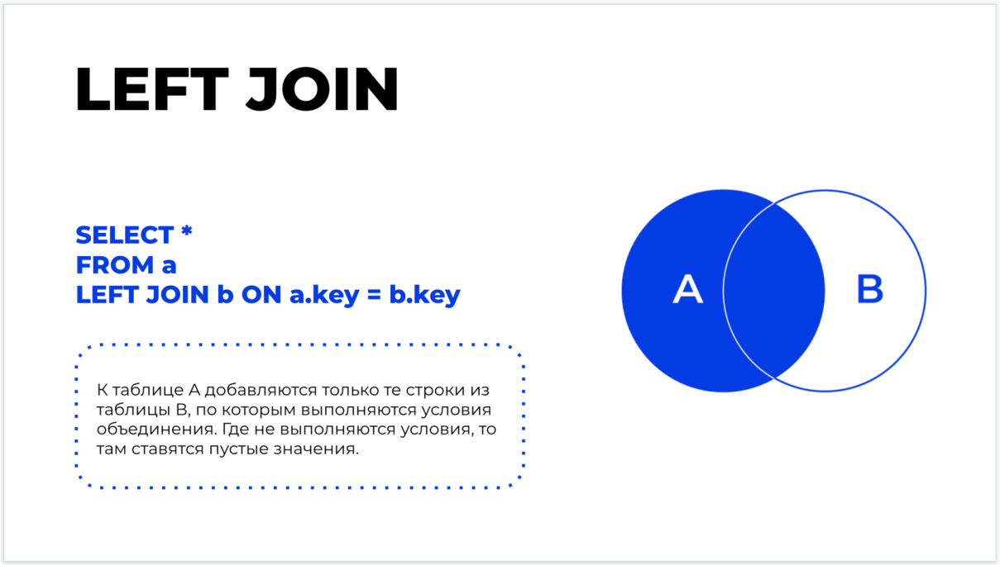 LEFT JOIN
SELECT *
FROM a
LEFT JOIN b ON a.key = b.key
К таблице А добавляются только те строки из
таблицы В, по которым выполняются условия
объединения. Где не выполняются условия, то
там ставятся пустые значения.
A
B